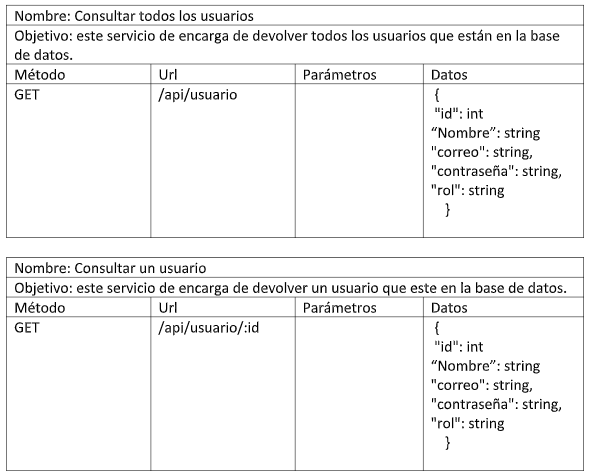 Nombre: Consultar todos los usuarios
Objetivo: este servicio de encarga de devolver todos los usuarios que están en la base
de datos.
Método Url Parámetros Datos
GET /api/usuario {
"id": int
“Nombre”: string
"correo": string,
"contraseña": string,
"rol": string
}
Nombre: Consultar un usuario
Objetivo: este servicio de encarga de devolver un usuario que este en la base de datos.
Método Url Parámetros Datos
GET /api/usuario/:id {
"id": int
“Nombre”: string
"correo": string,
"contraseña": string,
"rol": string
}